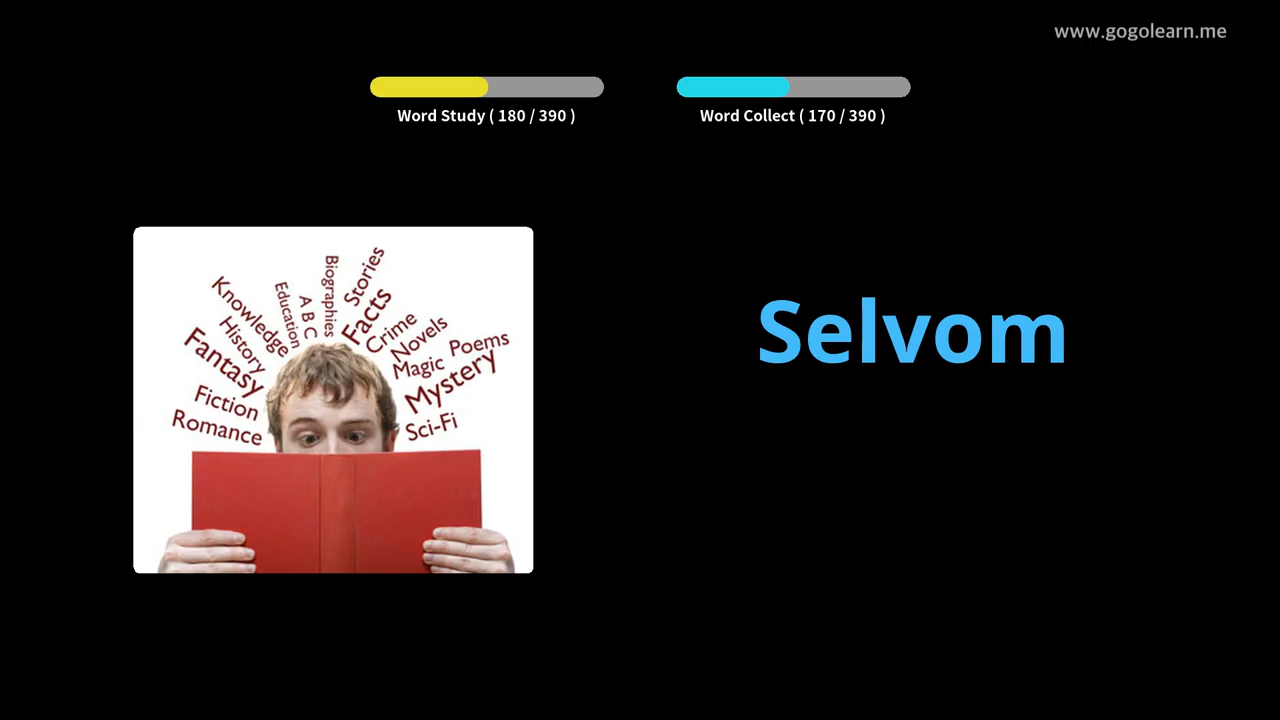 www.gogolearn.me
Word Study ( 180 / 390 )
Word Collect ( 170 / 390 )
Selvom
Stories
Biographies
Facts
A B C
Education
Knowledge
Crime
Novels
History
Poems
Fantasy
Magic
Mystery
Fiction
Romance
Sci-Fi